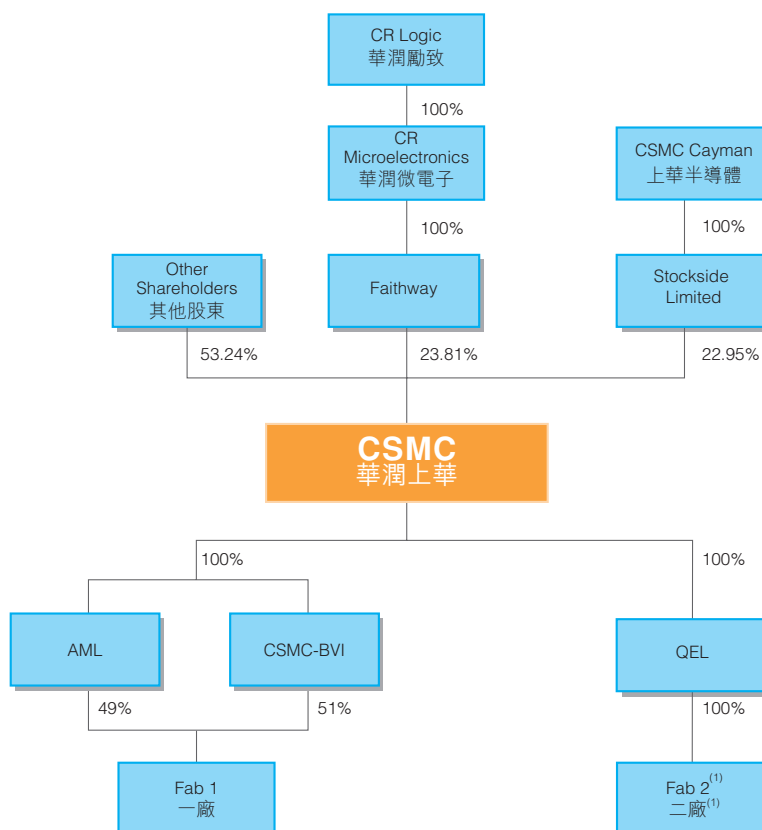 CR Logic
華潤勵致
100%
CR
Microelectronics
華潤微電子
CSMC Cayman
上華半導體
100%
100%
Other
Shareholders
其他股東
Faithway
Stockside
Limited
53.24%
23.81%
22.95%
CSMC
華潤上華
100%
100%
AML
CSMC-BVI
QEL
49%
51%
100%
Fab 1
一廠
Fab 2(1)
二廠(1)